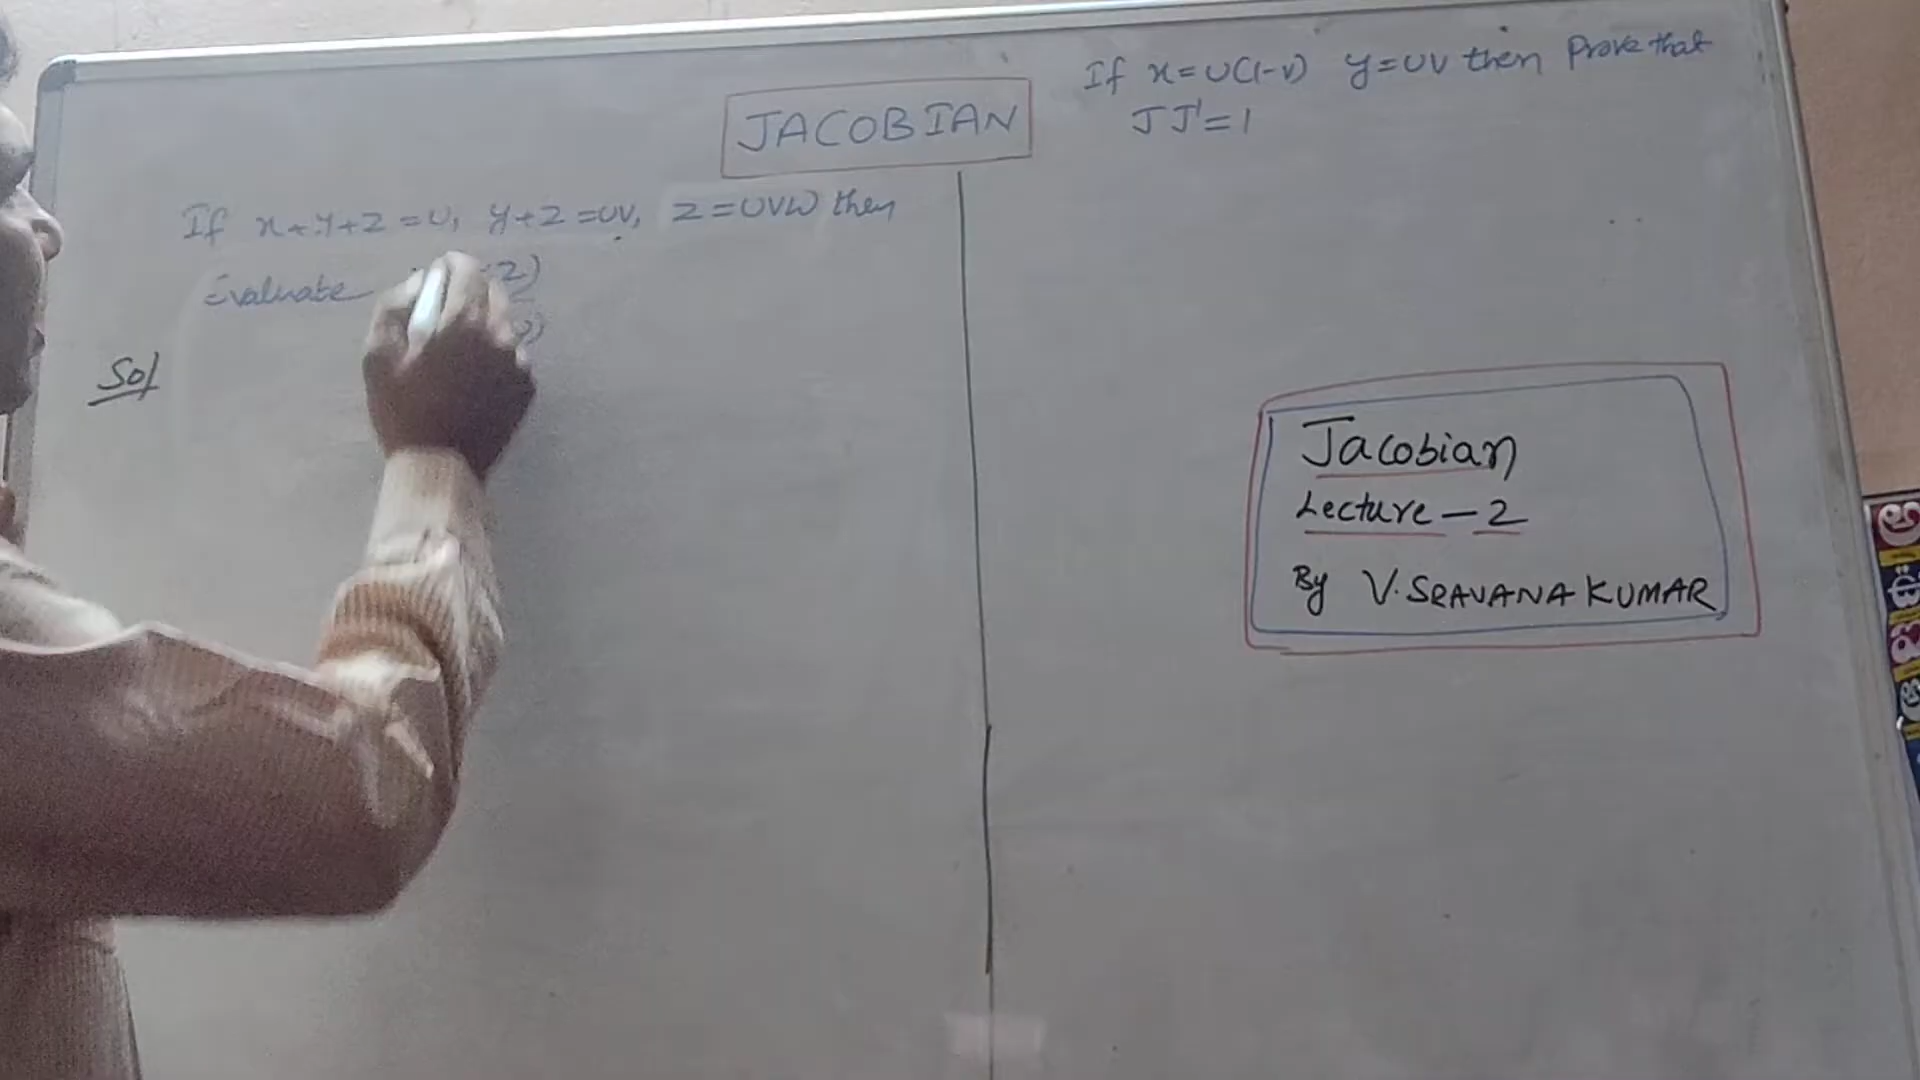 JACOBIAN
If x+y+z=u, y+z=uv, z=uvw then
Evaluate z)
Sol
If x=u(1-v) y=uv then Prove that
JJ'=1
Jacobian
Lecture-2
By V.SRAVANA KUMAR